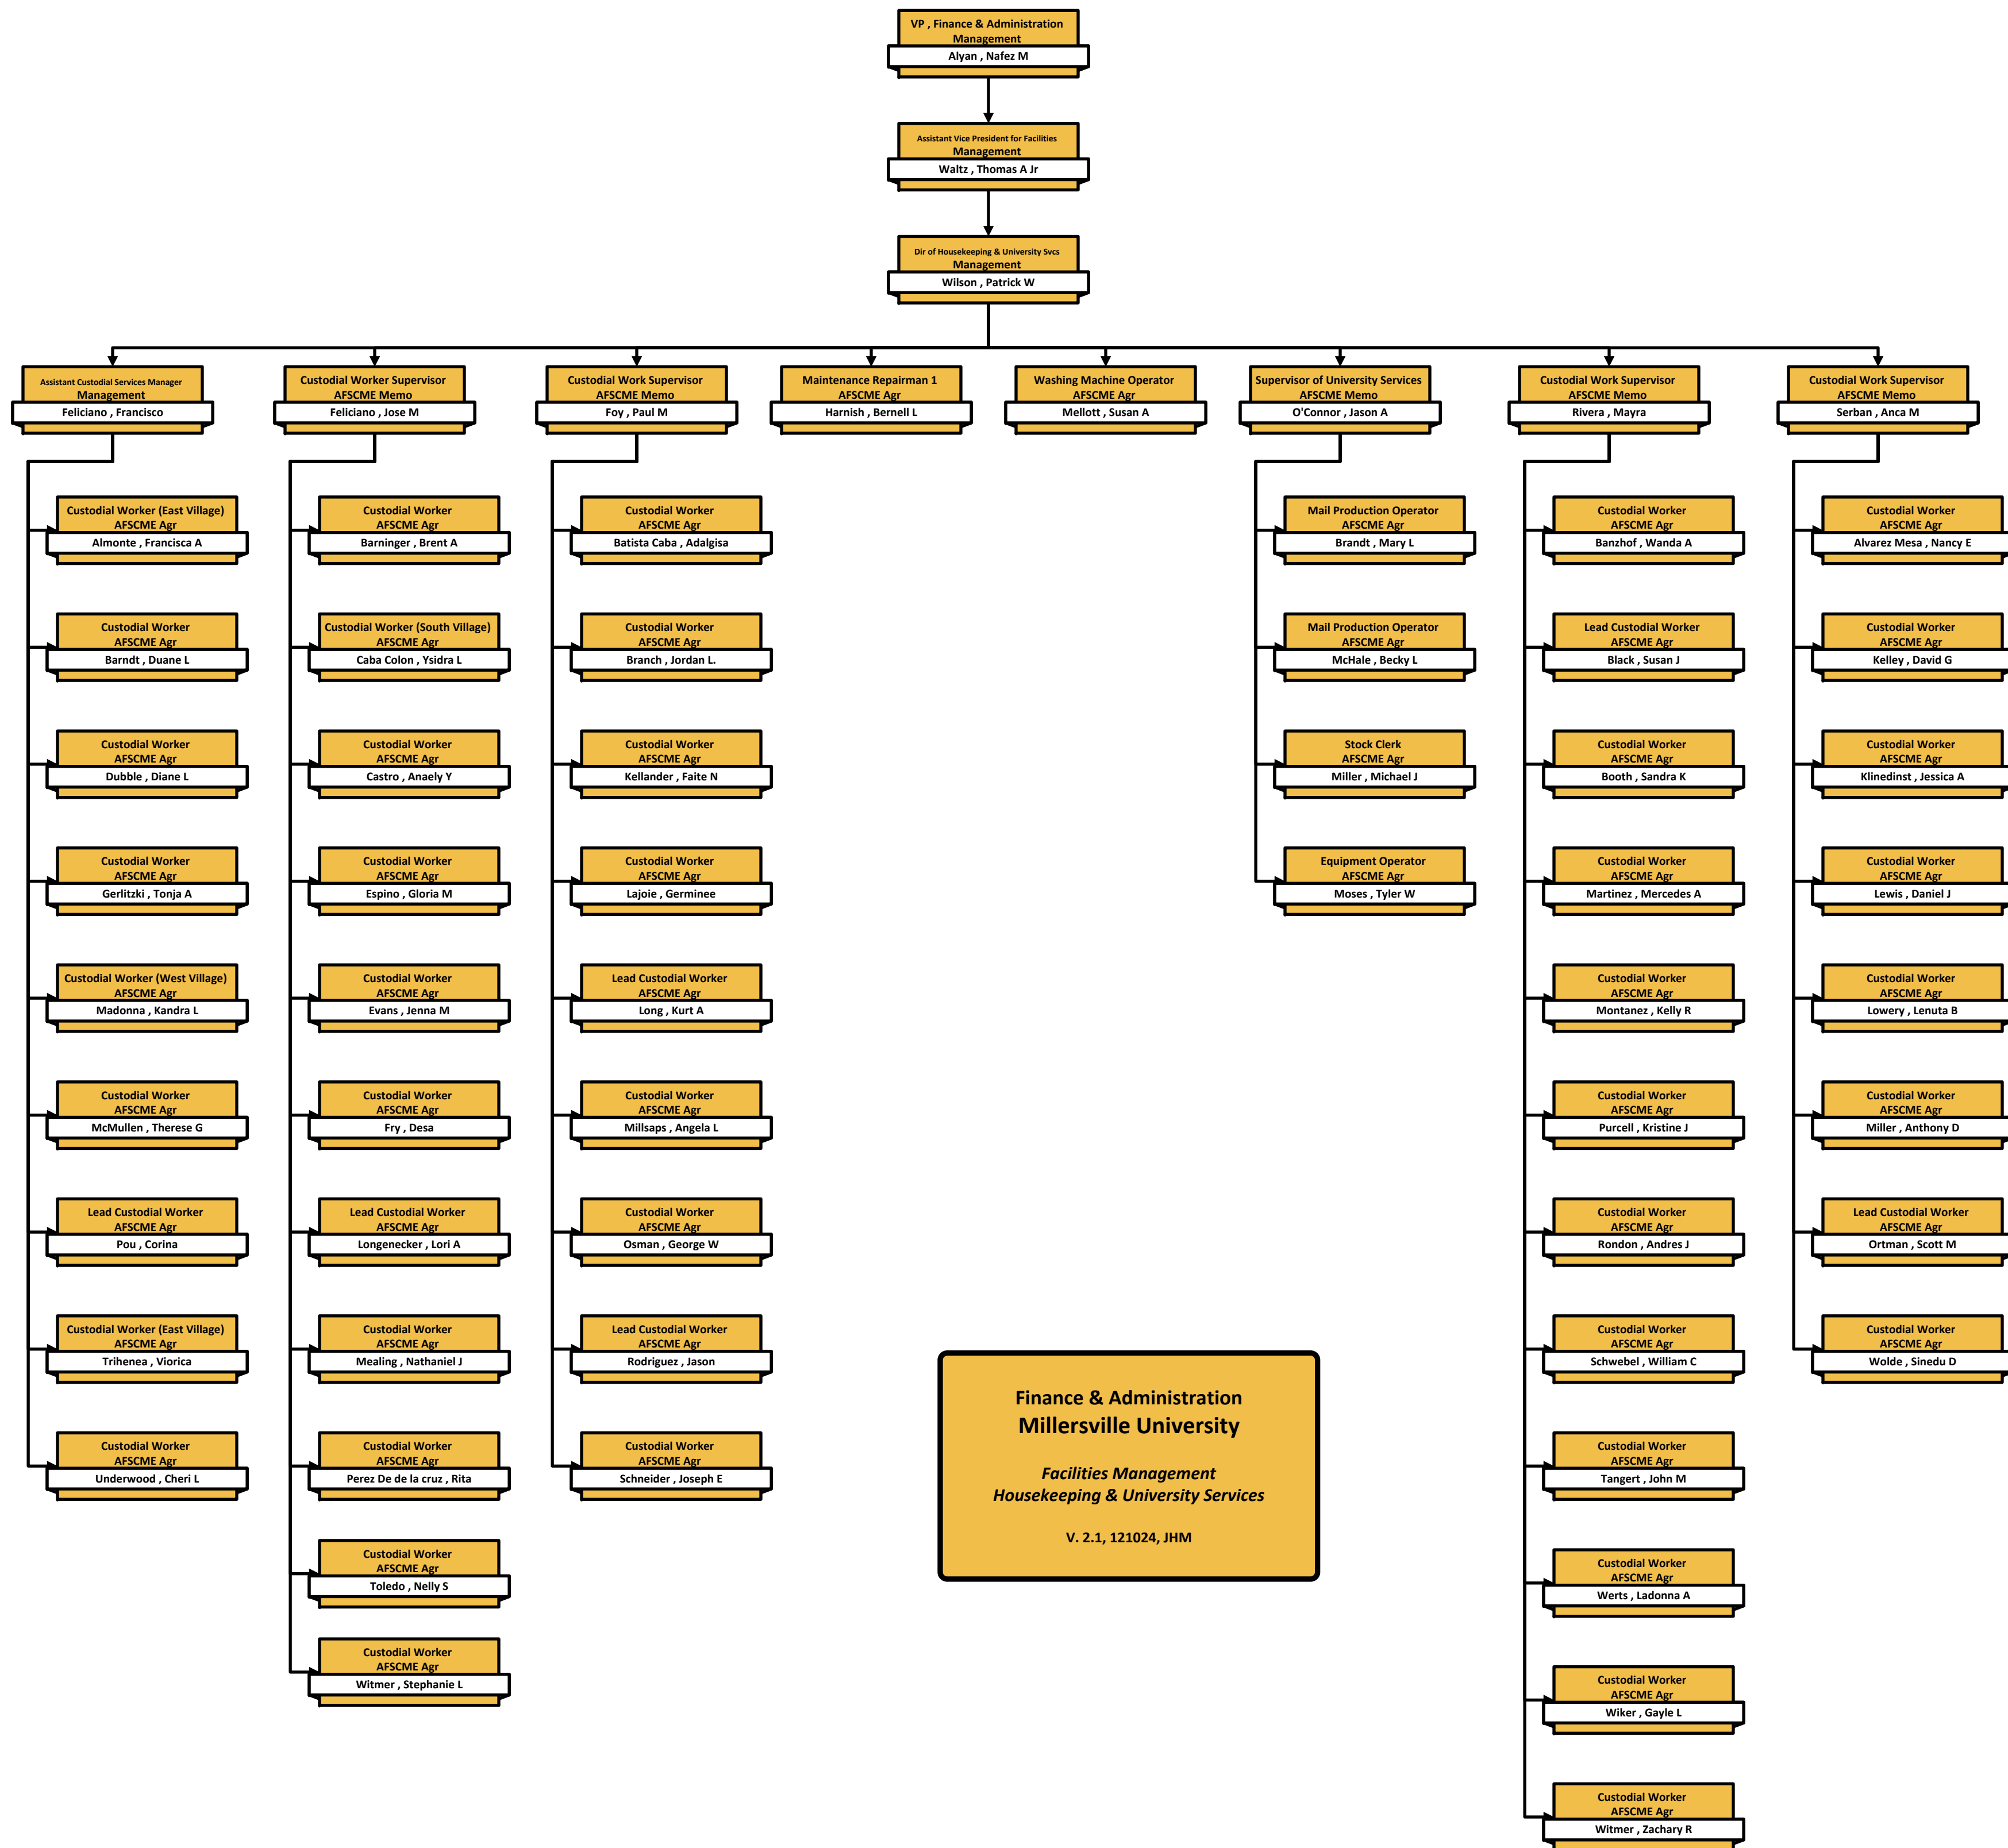 VP , Finance & Administration
Management
Alyan , Nafez M
Assistant Vice President for Facilities
Management
Waltz , Thomas A Jr
Dir of Housekeeping & University Svcs
Management
Wilson , Patrick W
Assistant Custodial Services Manager
Management
Feliciano , Francisco
Custodial Worker Supervisor
AFSCME Memo
Feliciano , Jose M
Custodial Work Supervisor
AFSCME Memo
Foy , Paul M
Maintenance Repairman 1
AFSCME Agr
Harnish , Bernell L
Washing Machine Operator
AFSCME Agr
Mellott , Susan A
Supervisor of University Services
AFSCME Memo
O'Connor , Jason A
Custodial Work Supervisor
AFSCME Memo
Rivera , Mayra
Custodial Work Supervisor
AFSCME Memo
Serban , Anca M
Custodial Worker (East Village)
AFSCME Agr
Almonte , Francisca A
Custodial Worker
AFSCME Agr
Barndt , Duane L
Custodial Worker
AFSCME Agr
Dubble , Diane L
Custodial Worker
AFSCME Agr
Gerlitzki , Tonja A
Custodial Worker (West Village)
AFSCME Agr
Madonna , Kandra L
Custodial Worker
AFSCME Agr
McMullen , Therese G
Lead Custodial Worker
AFSCME Agr
Pou , Corina
Custodial Worker (East Village)
AFSCME Agr
Trihenea , Viorica
Custodial Worker
AFSCME Agr
Underwood , Cheri L
Custodial Worker
AFSCME Agr
Barninger , Brent A
Custodial Worker (South Village)
AFSCME Agr
Caba Colon , Ysidra L
Custodial Worker
AFSCME Agr
Castro , Anaely Y
Custodial Worker
AFSCME Agr
Espino , Gloria M
Custodial Worker
AFSCME Agr
Evans , Jenna M
Custodial Worker
AFSCME Agr
Fry , Desa
Lead Custodial Worker
AFSCME Agr
Longenecker , Lori A
Custodial Worker
AFSCME Agr
Mealing , Nathaniel J
Custodial Worker
AFSCME Agr
Perez De de la cruz , Rita
Custodial Worker
AFSCME Agr
Toledo , Nelly S
Custodial Worker
AFSCME Agr
Witmer , Stephanie L
Custodial Worker
AFSCME Agr
Batista Caba , Adalgisa
Custodial Worker
AFSCME Agr
Branch , Jordan L.
Custodial Worker
AFSCME Agr
Kellander , Faite N
Custodial Worker
AFSCME Agr
Lajoie , Germinee
Lead Custodial Worker
AFSCME Agr
Long , Kurt A
Custodial Worker
AFSCME Agr
Millsaps , Angela L
Custodial Worker
AFSCME Agr
Osman , George W
Lead Custodial Worker
AFSCME Agr
Rodriguez , Jason
Custodial Worker
AFSCME Agr
Schneider , Joseph E
Mail Production Operator
AFSCME Agr
Brandt , Mary L
Mail Production Operator
AFSCME Agr
McHale , Becky L
Stock Clerk
AFSCME Agr
Miller , Michael J
Equipment Operator
AFSCME Agr
Moses , Tyler W
Custodial Worker
AFSCME Agr
Banzhof , Wanda A
Lead Custodial Worker
AFSCME Agr
Black , Susan J
Custodial Worker
AFSCME Agr
Booth , Sandra K
Custodial Worker
AFSCME Agr
Martinez , Mercedes A
Custodial Worker
AFSCME Agr
Montanez , Kelly R
Custodial Worker
AFSCME Agr
Purcell , Kristine J
Custodial Worker
AFSCME Agr
Rondon , Andres J
Custodial Worker
AFSCME Agr
Schwebel , William C
Custodial Worker
AFSCME Agr
Tangert , John M
Custodial Worker
AFSCME Agr
Werts , Ladonna A
Custodial Worker
AFSCME Agr
Wiker , Gayle L
Custodial Worker
AFSCME Agr
Witmer , Zachary R
Custodial Worker
AFSCME Agr
Alvarez Mesa , Nancy E
Custodial Worker
AFSCME Agr
Kelley , David G
Custodial Worker
AFSCME Agr
Klinedinst , Jessica A
Custodial Worker
AFSCME Agr
Lewis , Daniel J
Custodial Worker
AFSCME Agr
Lowery , Lenuta B
Custodial Worker
AFSCME Agr
Miller , Anthony D
Lead Custodial Worker
AFSCME Agr
Ortman , Scott M
Custodial Worker
AFSCME Agr
Wolde , Sinedu D
Finance & Administration
Millersville University
Facilities Management
Housekeeping & University Services
V. 2.1, 121024, JHM